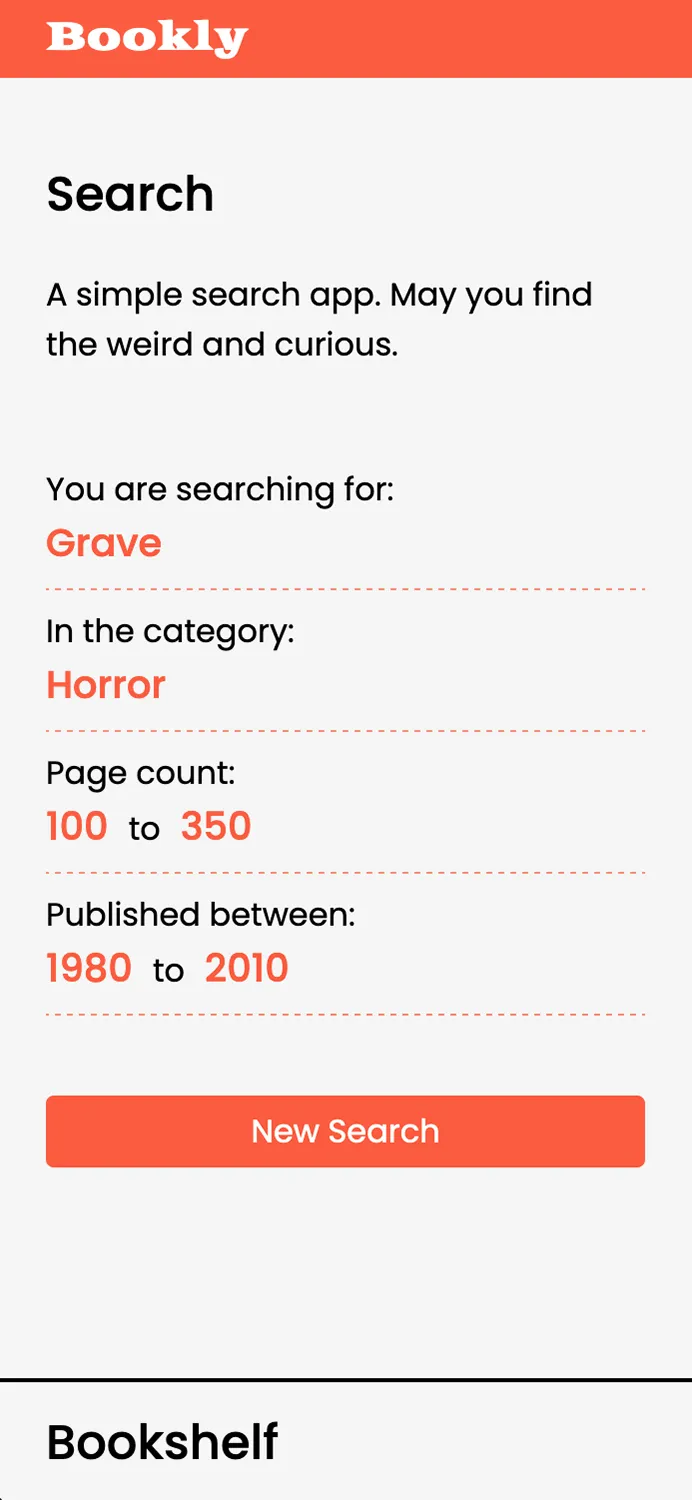 Bookly
Search
A simple search app. May you find
the weird and curious.
You are searching for:
Grave
In the category:
Horror
Page count:
100 to 350
Published between:
1980 to 2010
New Search
Bookshelf